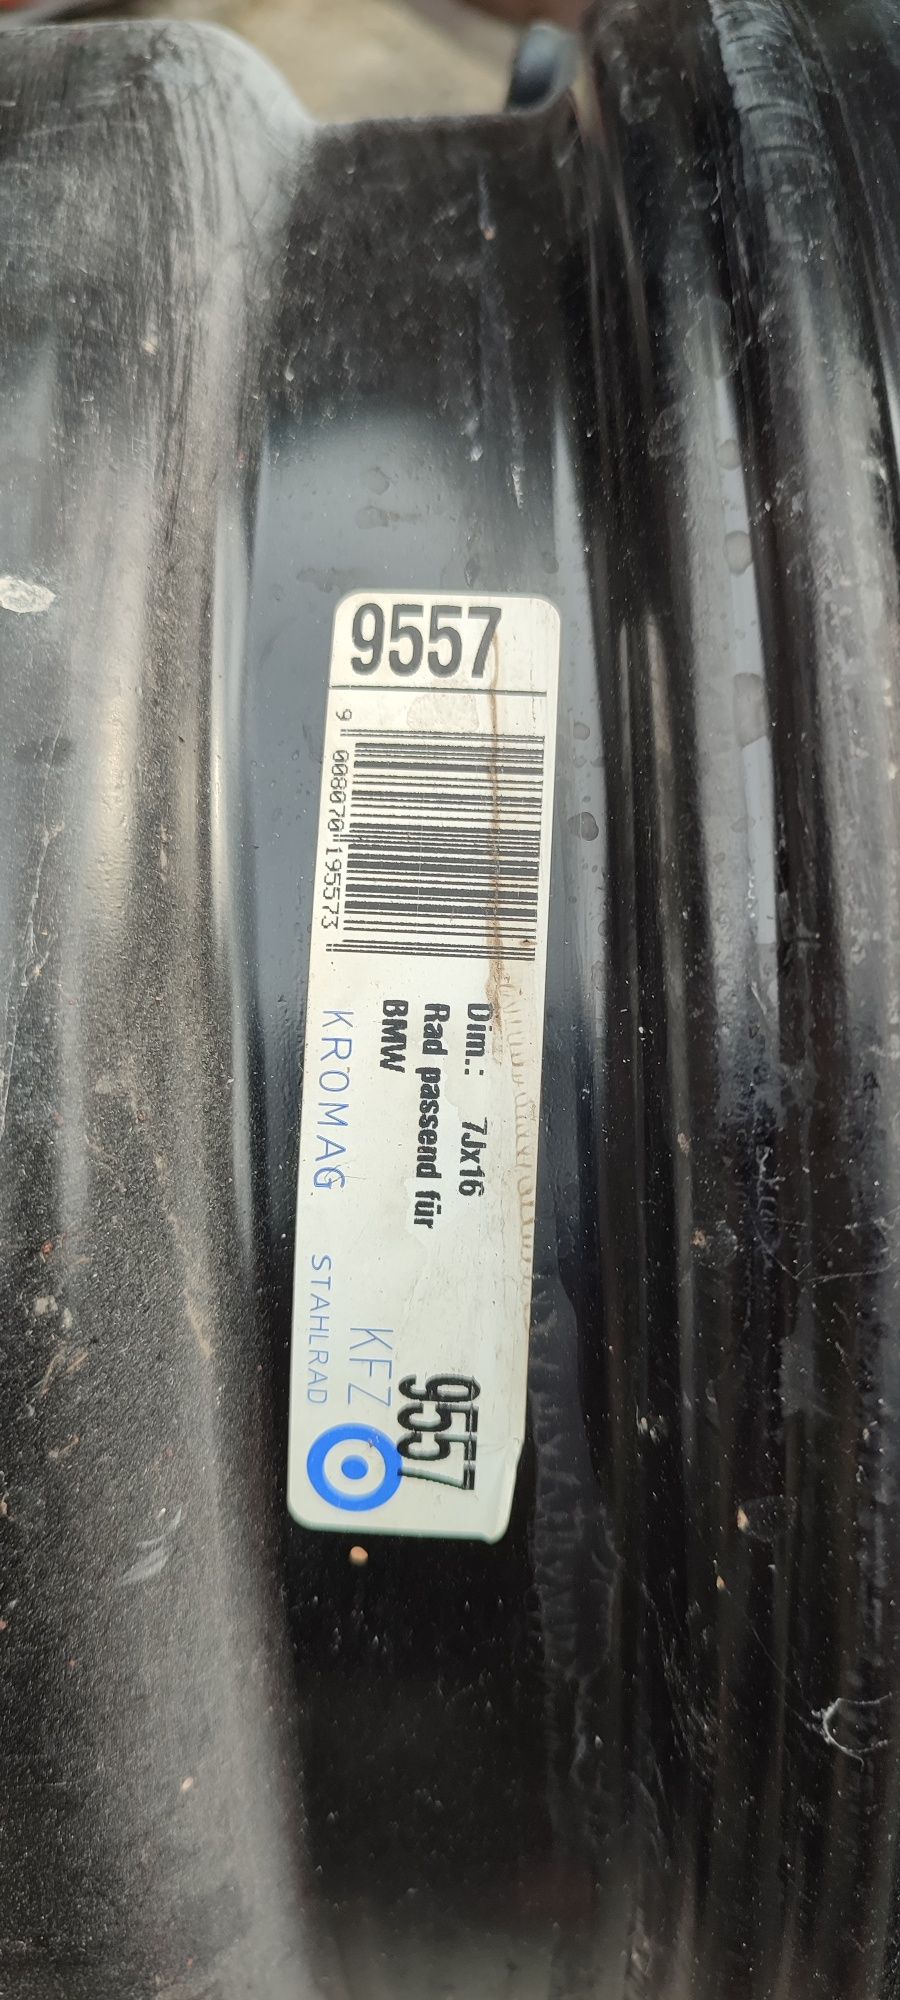 9557
9 008070 195573
Dim.: 7Jx16
Rad passend für
BMW
9557
KROMAG
KFZ
STAHLRAD